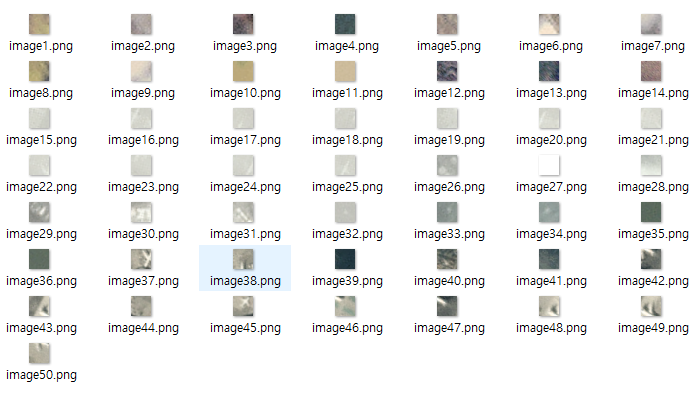 image1.png image2.png image3.png image4.png image5.png image6.png image7.png
image8.png image9.png image10.png image11.png image12.png image13.png image14.png
image15.png image16.png image17.png image18.png image19.png image20.png image21.png
image22.png image23.png image24.png image25.png image26.png image27.png image28.png
image29.png image30.png image31.png image32.png image33.png image34.png image35.png
image36.png image37.png image38.png image39.png image40.png image41.png image42.png
image43.png image44.png image45.png image46.png image47.png image48.png image49.png
image50.png